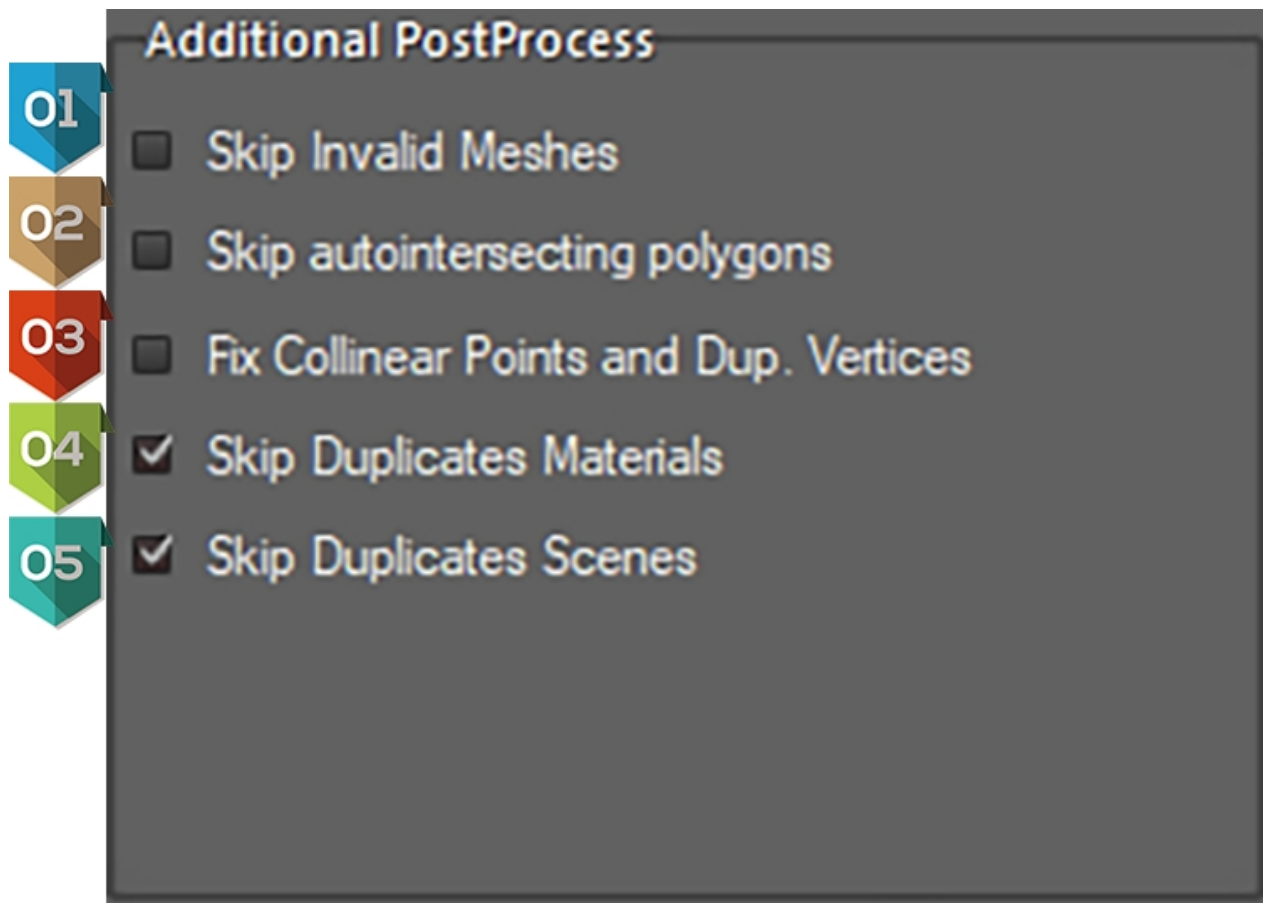 Additional PostProcess
01
Skip Invalid Meshes
02
Skip autointersecting polygons
03
Fix Collinear Points and Dup. Vertices
04
Skip Duplicates Materials
05
Skip Duplicates Scenes